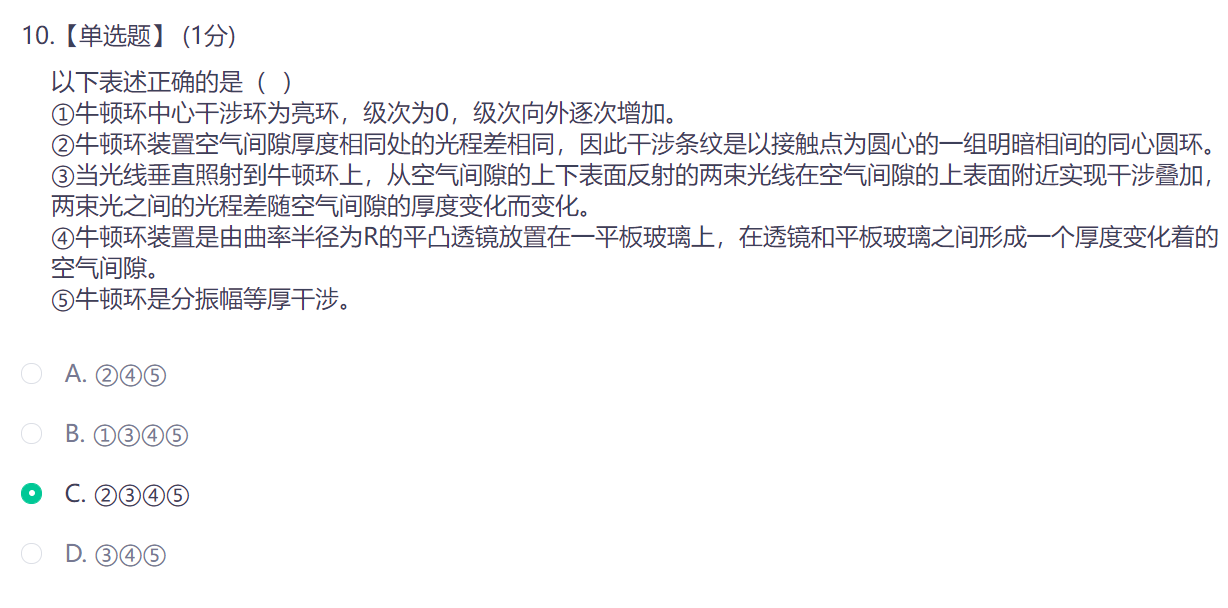 10.【单选题】 (1分)
以下表述正确的是（ ）
①牛顿环中心干涉环为亮环，级次为0，级次向外逐次增加。
②牛顿环装置空气间隙厚度相同处的光程差相同，因此干涉条纹是以接触点为圆心的一组明暗相间的同心圆环。
③当光线垂直照射到牛顿环上，从空气间隙的上下表面反射的两束光线在空气间隙的上表面附近实现干涉叠加，
两束光之间的光程差随空气间隙的厚度变化而变化。
④牛顿环装置是由曲率半径为R的平凸透镜放置在一平板玻璃上，在透镜和平板玻璃之间形成一个厚度变化着的
空气间隙。
⑤牛顿环是分振幅等厚干涉。
A. ②④⑤
B. ①③④⑤
C. ②③④⑤
D. ③④⑤